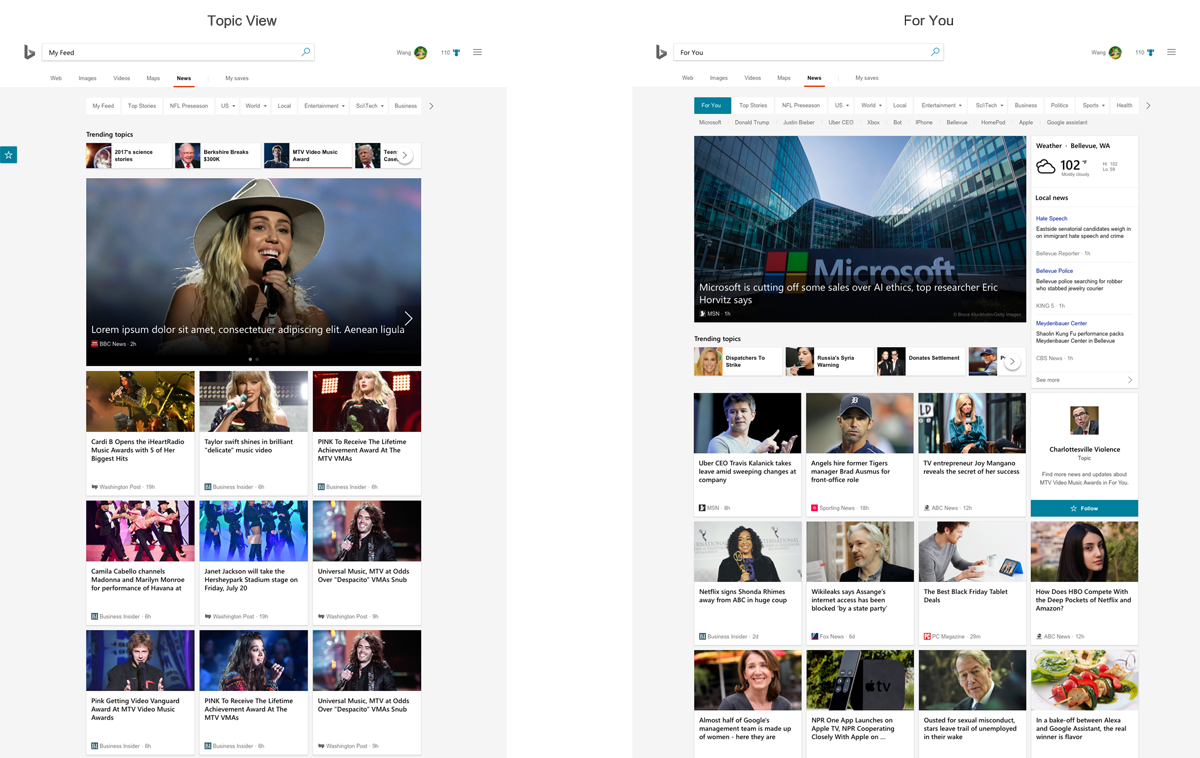 Topic View
My Feed
Wang
110
Web Images Videos Maps News My saves
My Feed Top Stories NFL Preseason US World Local Entertainment Sci\Tech Business
Trending topics
2017's science
stories
Berkshire Breaks
$300K
MTV Video Music
Award
Teen
Case
Lorem ipsum dolor sit amet, consectetuer adipiscing elit. Aenean ligula
BBC News · 2h
Cardi B Opens the iHeartRadio
Music Awards with 5 of Her
Biggest Hits
Washington Post · 19h
Taylor swift shines in brilliant
"delicate" music video
Business Insider · 6h
PINK To Receive The Lifetime
Achievement Award At The
MTV VMAs
Business Insider · 6h
Camila Cabello channels
Madonna and Marilyn Monroe
for performance of Havana at
Business Insider · 6h
Janet Jackson will take the
Hersheypark Stadium stage on
Friday, July 20
Washington Post · 19h
Universal Music, MTV at Odds
Over "Despacito" VMAs Snub
Washington Post · 9h
Pink Getting Video Vanguard
Award At MTV Video Music
Awards
Business Insider · 6h
PINK To Receive The Lifetime
Achievement Award At The
MTV VMAs
Business Insider · 6h
Universal Music, MTV at Odds
Over "Despacito" VMAs Snub
Washington Post · 9h
For You
For You
Wang
110
Web Images Videos Maps News My saves
For You Top Stories NFL Preseason US World Local Entertainment Sci\Tech Business Politics Sports Health
Microsoft Donald Trump Justin Bieber Uber CEO Xbox Bot IPhone Bellevue HomePod Apple Google assistant
Microsoft
Microsoft is cutting off some sales over AI ethics, top researcher Eric
Horvitz says
MSN · 1h
Weather · Bellevue, WA
102 °F
Mostly cloudy
Hi 102
Lo 59
Local news
Hate Speech
Eastside senatorial candidates weigh in
on immigrant hate speech and crime
Bellevue Reporter · 1h
Bellevue Police
Bellevue police searching for robber
who stabbed jewelry courier
KING 5 · 1h
Meydenbauer Center
Shaolin Kung Fu performance packs
Meydenbauer Center in Bellevue
CBS News · 1h
See more
Trending topics
Dispatchers To
Strike
Russia's Syria
Warning
Donates Settlement
Uber CEO Travis Kalanick takes
leave amid sweeping changes at
company
MSN · 8h
Angels hire former Tigers
manager Brad Ausmus for
front-office role
Sporting News · 18h
TV entrepreneur Joy Mangano
reveals the secret of her success
ABC News · 12h
Charlottesville Violence
Topic
Find more news and updates about
MTV Video Music Awards in For You.
Follow
Netflix signs Shonda Rhimes
away from ABC in huge coup
Business Insider · 2d
Wikileaks says Assange's
internet access has been
blocked 'by a state party'
Fox News · 6d
The Best Black Friday Tablet
Deals
PC Magazine · 29m
How Does HBO Compete With
the Deep Pockets of Netflix and
Amazon?
ABC News · 12h
Almost half of Google's
management team is made up
of women - here they are
NPR One App Launches on
Apple TV, NPR Cooperating
Closely With Apple on ...
Ousted for sexual misconduct,
stars leave trail of unemployed
in their wake
In a bake-off between Alexa
and Google Assistant, the real
winner is flavor